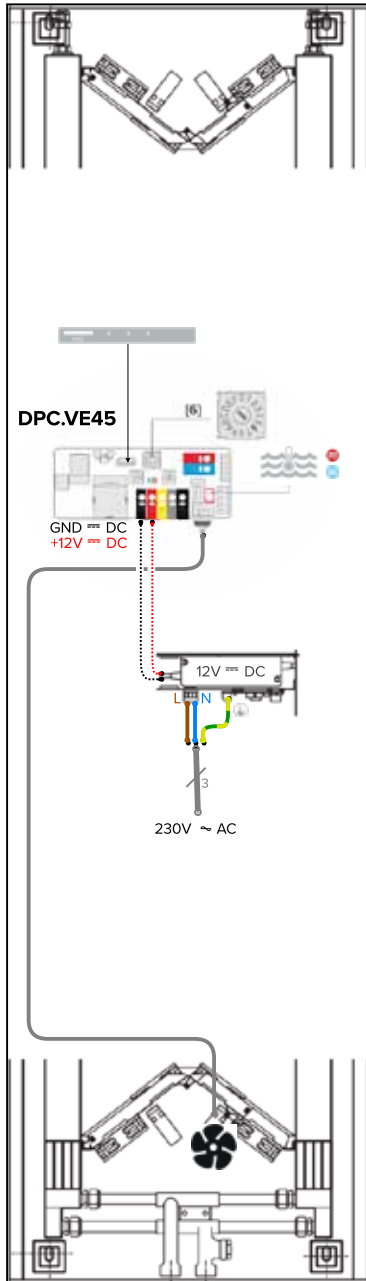 [6]
DPC.VE45
GND ⎓ DC
+12V ⎓ DC
12V ⎓ DC
L N
3
230V ~ AC